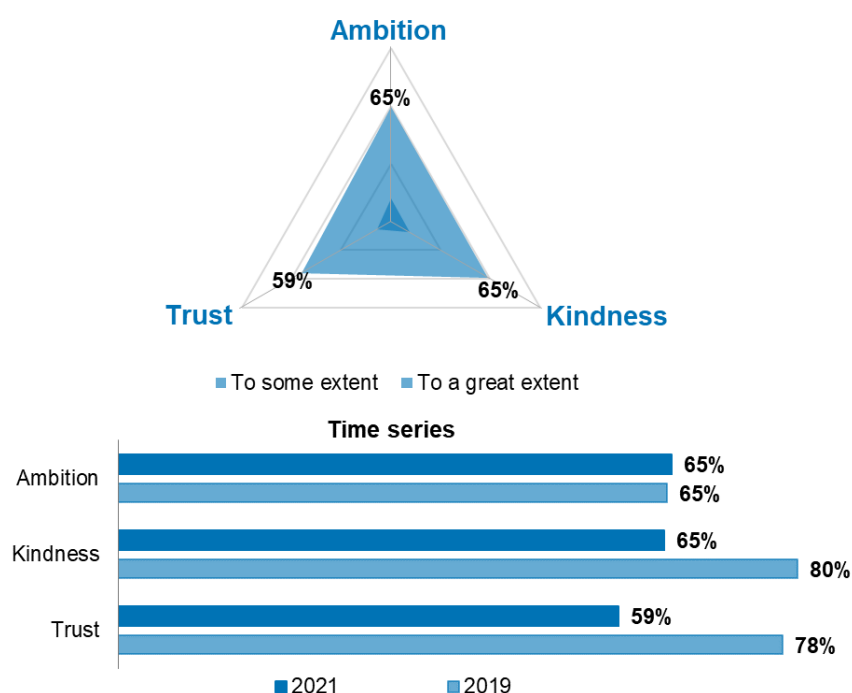 Ambition
65%
59%
65%
Trust
Kindness
To some extent To a great extent
Time series
Ambition
65%
65%
Kindness
65%
80%
Trust
59%
78%
2021 2019